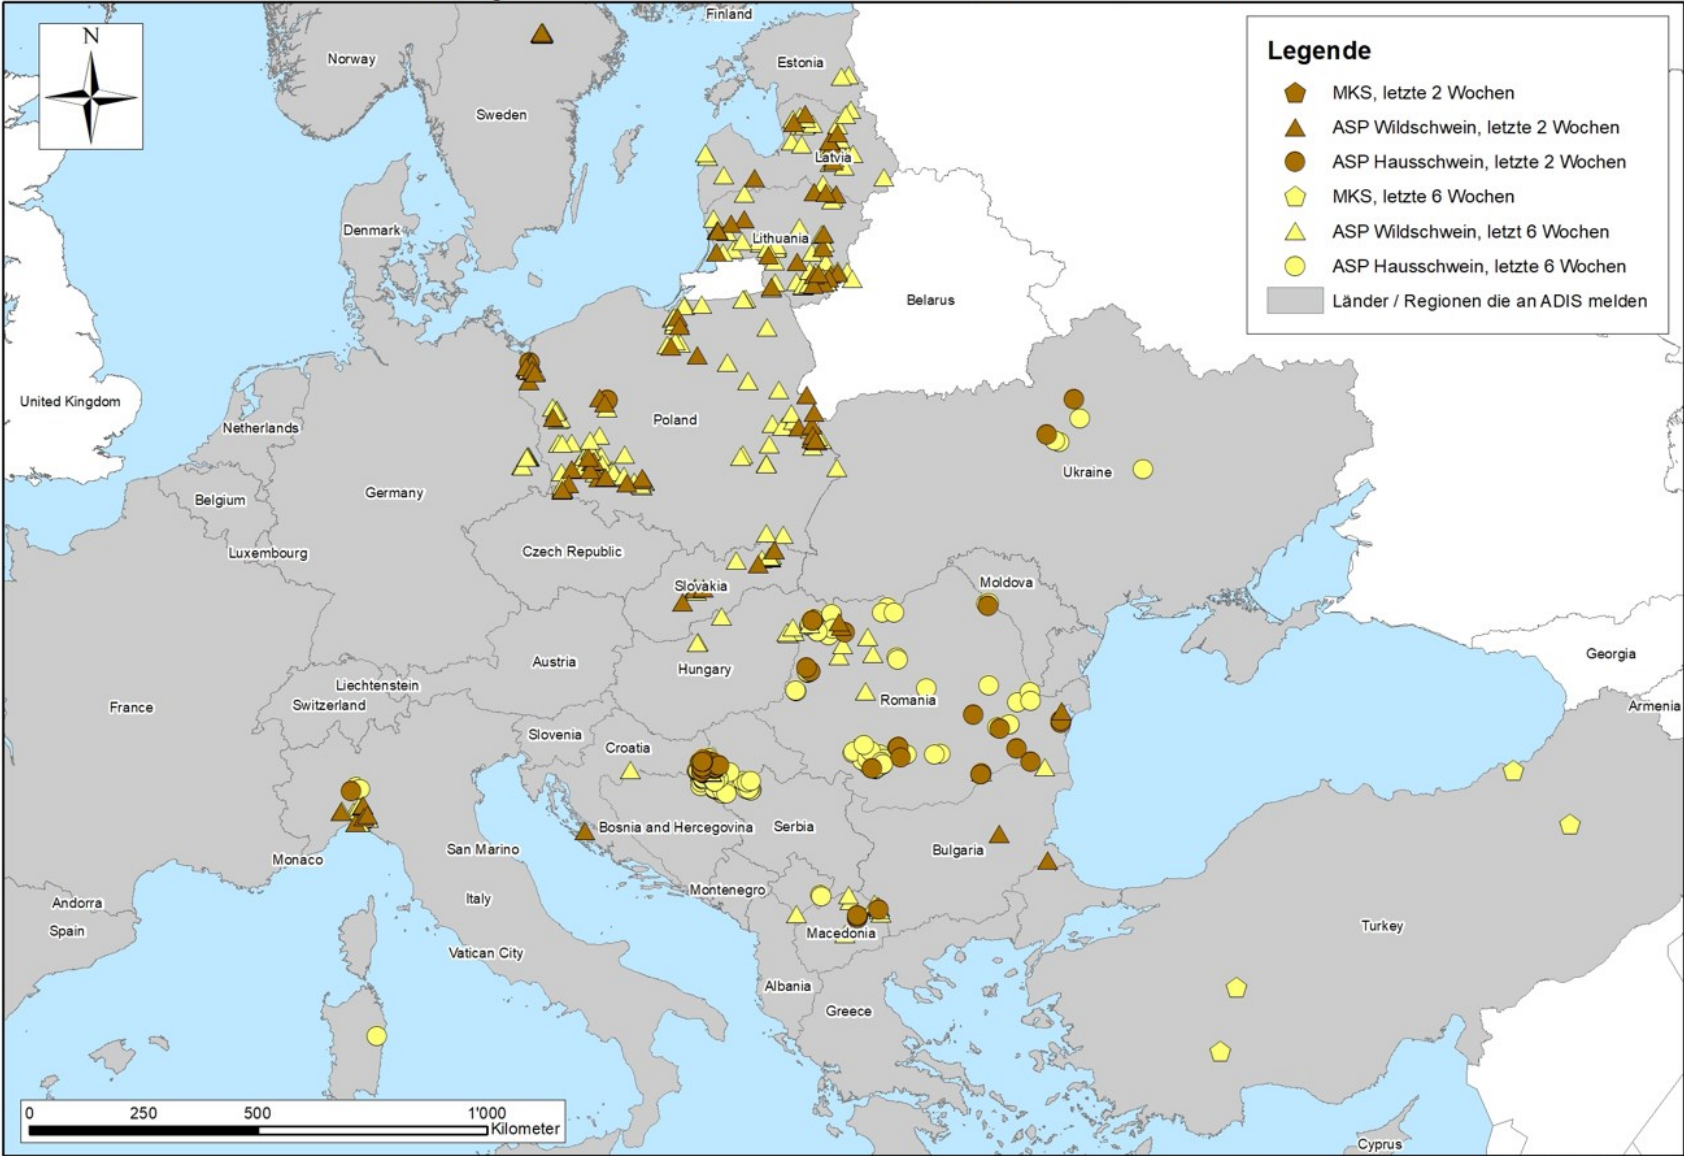 Finland
N
Norway
Estonia
Sweden
Latvia
Denmark
Lithuania
Belarus
United Kingdom
Netherlands
Poland
Ukraine
Belgium
Germany
Luxembourg
Czech Republic
Slovakia
Moldova
Austria
Hungary
Liechtenstein
Switzerland
France
Romania
Georgia
Armenia
Slovenia
Croatia
Bosnia and Hercegovina
Serbia
San Marino
Monaco
Bulgaria
Montenegro
Andorra
Italy
Spain
Macedonia
Turkey
Vatican City
Albania
Greece
Cyprus
Legende
MKS, letzte 2 Wochen
ASP Wildschwein, letzte 2 Wochen
ASP Hausschwein, letzte 2 Wochen
MKS, letzte 6 Wochen
ASP Wildschwein, letzt 6 Wochen
ASP Hausschwein, letzte 6 Wochen
Länder / Regionen die an ADIS melden
0 250 500 1'000
Kilometer